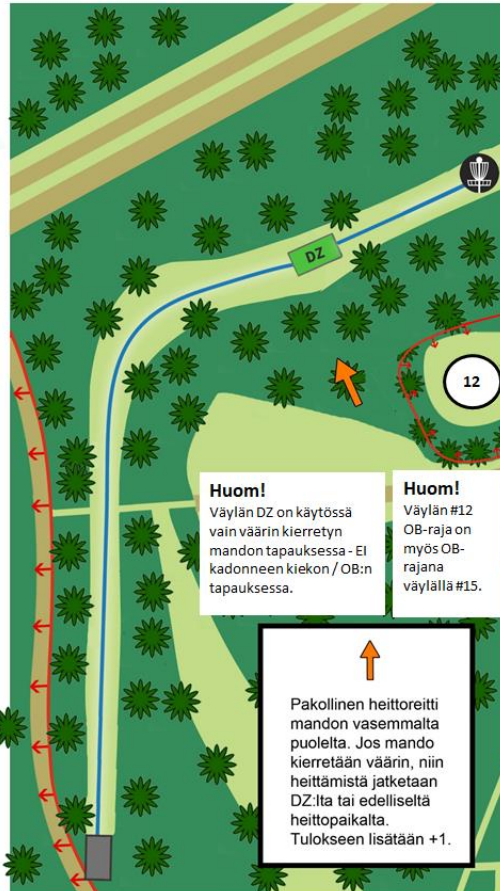 DZ
12
Huom!
Väylän DZ on käytössä
vain väärin kierretyn
mandon tapauksessa - EI
kadonneen kiekon / OB:n
tapauksessa.
Huom!
Väylän #12
OB-raja on
myös OB-
rajana
väylällä #15.
Pakollinen heittoreitti
mandon vasemmalta
puolelta. Jos mando
kierretään väärin, niin
heittämistä jatketaan
DZ:lta tai edelliseltä
heittopaikalta.
Tulokseen lisätään +1.